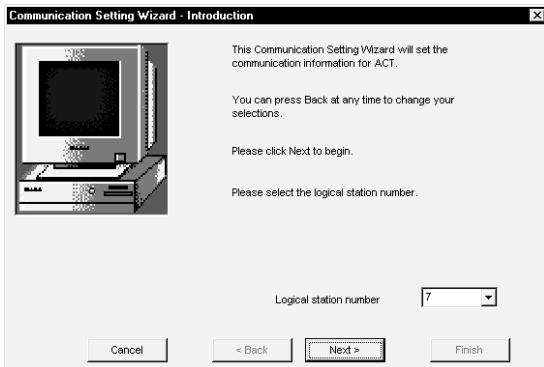 Communication Setting Wizard - Introduction
This Communication Setting Wizard will set the
communication information for ACT.
You can press Back at any time to change your
selections.
Please click Next to begin.
Please select the logical station number.
Logical station number 7
Cancel < Back Next > Finish